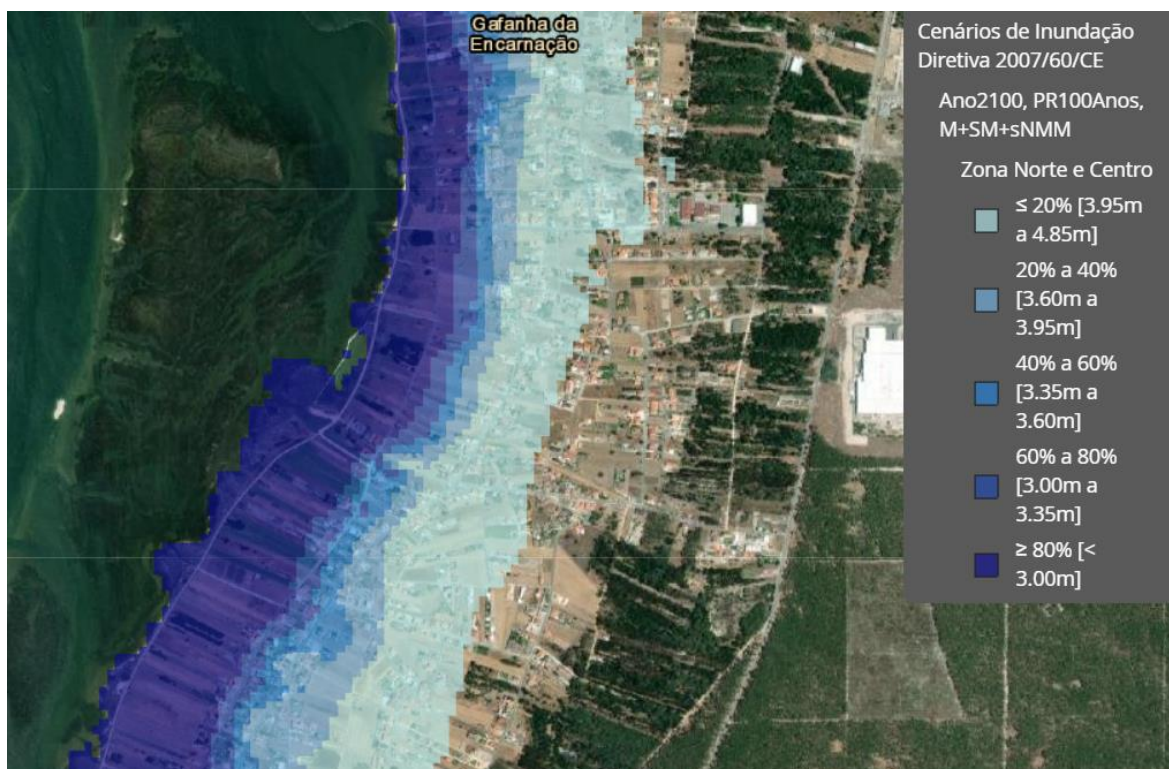 Gafanha da
Encarnação
Cenários de Inundação
Diretiva 2007/60/CE
Ano2100, PR100Anos,
M+SM+sNMM
Zona Norte e Centro
≤ 20% [3.95m
a 4.85m]
20% a 40%
[3.60m a
3.95m]
40% a 60%
[3.35m a
3.60m]
60% a 80%
[3.00m a
3.35m]
≥ 80% [<
3.00m]